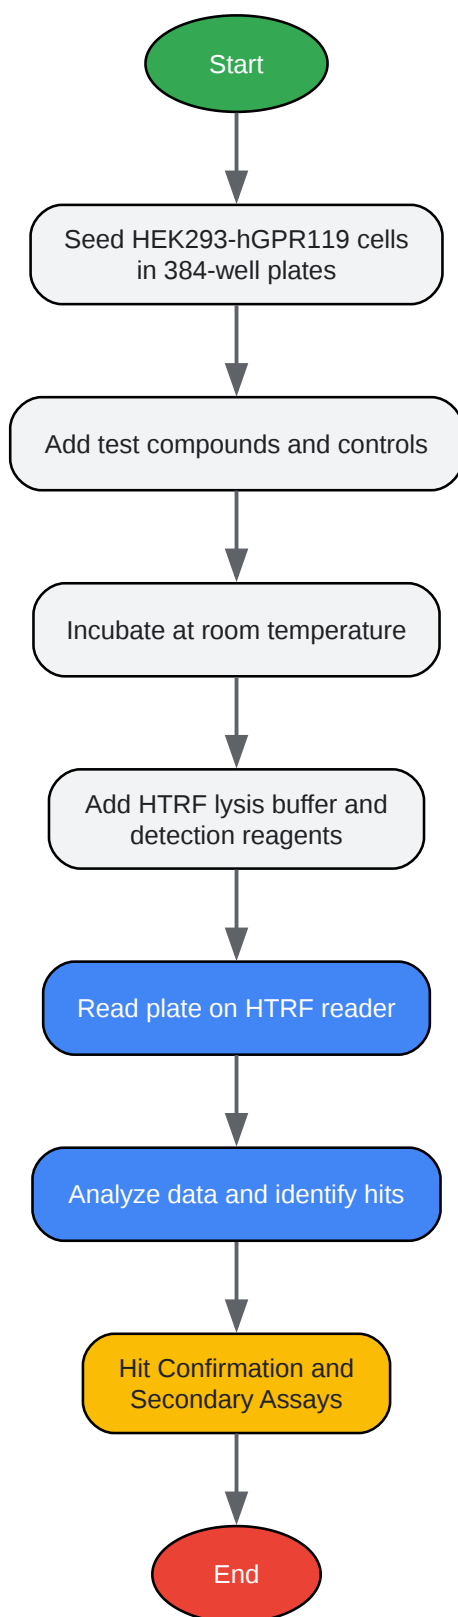 Start
Seed HEK293-hGPR119 cells
in 384-well plates
Add test compounds and controls
Incubate at room temperature
Add HTRF lysis buffer and
detection reagents
Read plate on HTRF reader
Analyze data and identify hits
Hit Confirmation and
Secondary Assays
End